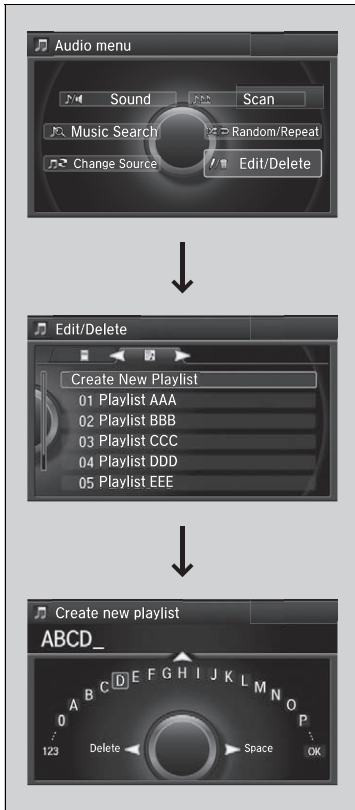 Audio menu
Sound Scan
Music Search Random/Repeat
Change Source Edit/Delete
Edit/Delete
Create New Playlist
01 Playlist AAA
02 Playlist BBB
03 Playlist CCC
04 Playlist DDD
05 Playlist EEE
Create new playlist
ABCD_
0 A B C D E F G H I J K L M N O P
123 Delete Space OK